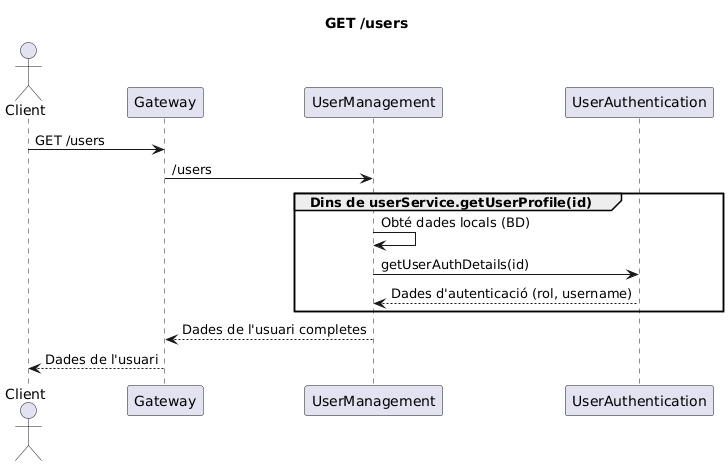 GET /users
Client
Gateway
UserManagement
UserAuthentication
GET /users
/users
Dins de userService.getUserProfile(id)
Obté dades locals (BD)
getUserAuthDetails(id)
Dades d'autenticació (rol, username)
Dades de l'usuari completes
Dades de l'usuari
Client
Gateway
UserManagement
UserAuthentication